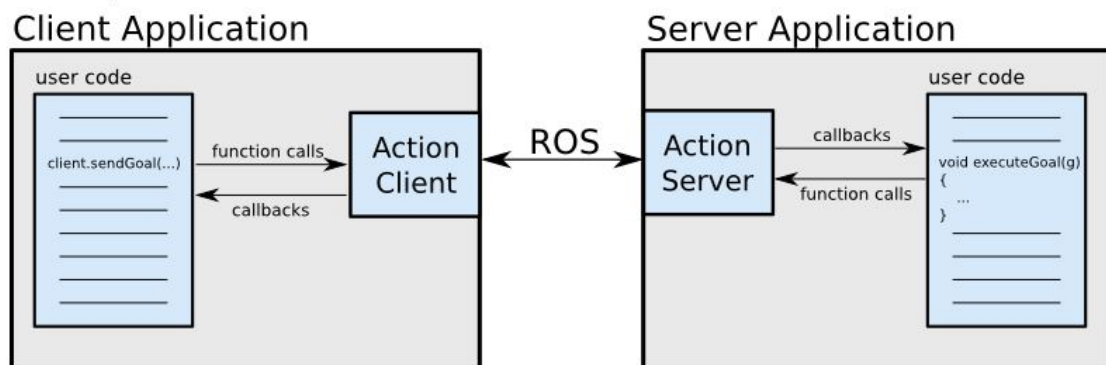 Client Application
user code
client.sendGoal(...)
function calls
callbacks
Action
Client
ROS
Server Application
Action
Server
callbacks
function calls
user code
void executeGoal(g)
{
...
}